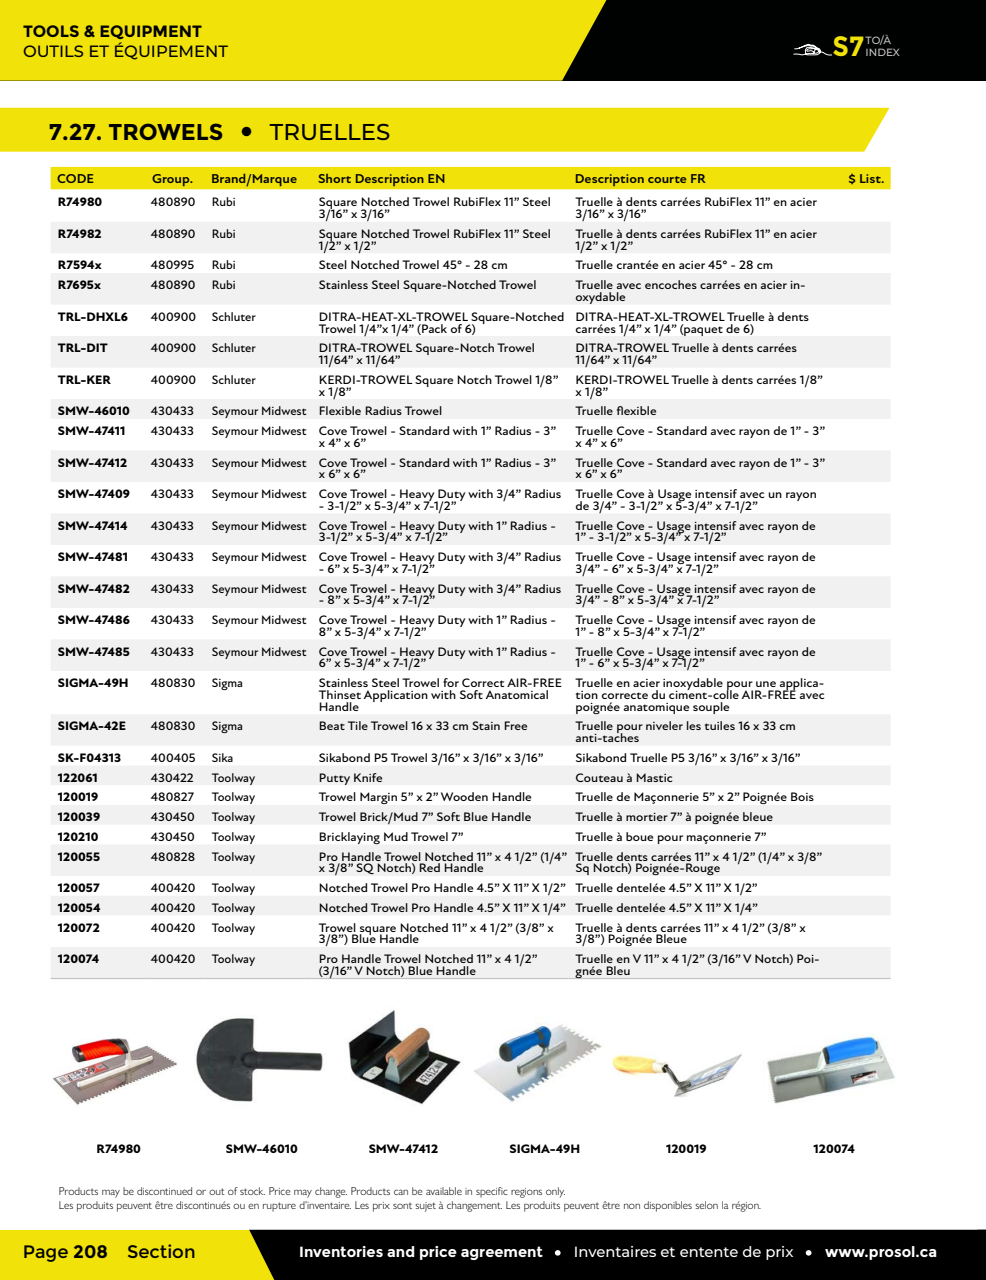 TOOLS & EQUIPMENT
OUTILS ET ÉQUIPEMENT
S7 TO/À
INDEX
7.27. TROWELS • TRUELLES
CODE Group. Brand/Marque Short Description EN Description courte FR $ List.
R74980 480890 Rubi Square Notched Trowel RubiFlex 11” Steel Truelle à dents carrées RubiFlex 11” en acier
3/16” x 3/16” 3/16” x 3/16”
R74982 480890 Rubi Square Notched Trowel RubiFlex 11” Steel Truelle à dents carrées RubiFlex 11” en acier
1/2” x 1/2” 1/2” x 1/2”
R7594x 480995 Rubi Steel Notched Trowel 45° - 28 cm Truelle crantée en acier 45° - 28 cm
R7695x 480890 Rubi Stainless Steel Square-Notched Trowel Truelle avec encoches carrées en acier in-
oxydable
TRL-DHXL6 400900 Schluter DITRA-HEAT-XL-TROWEL Square-Notched DITRA-HEAT-XL-TROWEL Truelle à dents
Trowel 1/4”x 1/4” (Pack of 6) carrées 1/4” x 1/4” (paquet de 6)
TRL-DIT 400900 Schluter DITRA-TROWEL Square-Notch Trowel DITRA-TROWEL Truelle à dents carrées
11/64” x 11/64” 11/64” x 11/64”
TRL-KER 400900 Schluter KERDI-TROWEL Square Notch Trowel 1/8” KERDI-TROWEL Truelle à dents carrées 1/8”
x 1/8” x 1/8”
SMW-46010 430433 Seymour Midwest Flexible Radius Trowel Truelle flexible
SMW-47411 430433 Seymour Midwest Cove Trowel - Standard with 1” Radius - 3” Truelle Cove - Standard avec rayon de 1” - 3”
x 4” x 6” x 4” x 6”
SMW-47412 430433 Seymour Midwest Cove Trowel - Standard with 1” Radius - 3” Truelle Cove - Standard avec rayon de 1” - 3”
x 6” x 6” x 6” x 6”
SMW-47409 430433 Seymour Midwest Cove Trowel - Heavy Duty with 3/4” Radius Truelle Cove à Usage intensif avec un rayon
- 3-1/2” x 5-3/4” x 7-1/2” de 3/4” - 3-1/2” x 5-3/4” x 7-1/2”
SMW-47414 430433 Seymour Midwest Cove Trowel - Heavy Duty with 1” Radius - Truelle Cove - Usage intensif avec rayon de
3-1/2” x 5-3/4” x 7-1/2” 1” - 3-1/2” x 5-3/4” x 7-1/2”
SMW-47481 430433 Seymour Midwest Cove Trowel - Heavy Duty with 3/4” Radius Truelle Cove - Usage intensif avec rayon de
- 6” x 5-3/4” x 7-1/2” 3/4” - 6” x 5-3/4” x 7-1/2”
SMW-47482 430433 Seymour Midwest Cove Trowel - Heavy Duty with 3/4” Radius Truelle Cove - Usage intensif avec rayon de
- 8” x 5-3/4” x 7-1/2” 3/4” - 8” x 5-3/4” x 7-1/2”
SMW-47486 430433 Seymour Midwest Cove Trowel - Heavy Duty with 1” Radius - Truelle Cove - Usage intensif avec rayon de
8” x 5-3/4” x 7-1/2” 1” - 8” x 5-3/4” x 7-1/2”
SMW-47485 430433 Seymour Midwest Cove Trowel - Heavy Duty with 1” Radius - Truelle Cove - Usage intensif avec rayon de
6” x 5-3/4” x 7-1/2” 1” - 6” x 5-3/4” x 7-1/2”
SIGMA-49H 480830 Sigma Stainless Steel Trowel for Correct AIR-FREE Truelle en acier inoxydable pour une applica-
Thinset Application with Soft Anatomical tion correcte du ciment-colle AIR-FREE avec
Handle poignée anatomique souple
SIGMA-42E 480830 Sigma Beat Tile Trowel 16 x 33 cm Stain Free Truelle pour niveler les tuiles 16 x 33 cm
anti-taches
SK-F04313 400405 Sika Sikabond P5 Trowel 3/16” x 3/16” x 3/16” Sikabond Truelle P5 3/16” x 3/16” x 3/16”
122061 430422 Toolway Putty Knife Couteau à Mastic
120019 480827 Toolway Trowel Margin 5” x 2” Wooden Handle Truelle de Maçonnerie 5” x 2” Poignée Bois
120039 430450 Toolway Trowel Brick/Mud 7” Soft Blue Handle Truelle à mortier 7” à poignée bleue
120210 430450 Toolway Bricklaying Mud Trowel 7” Truelle à boue pour maçonnerie 7”
120055 480828 Toolway Pro Handle Trowel Notched 11” x 4 1/2” (1/4” Truelle dents carrées 11” x 4 1/2” (1/4” x 3/8”
x 3/8” SQ Notch) Red Handle Sq Notch) Poignée-Rouge
120057 400420 Toolway Notched Trowel Pro Handle 4.5” X 11” X 1/2” Truelle dentelée 4.5” X 11” X 1/2”
120054 400420 Toolway Notched Trowel Pro Handle 4.5” X 11” X 1/4” Truelle dentelée 4.5” X 11” X 1/4”
120072 400420 Toolway Trowel square Notched 11” x 4 1/2” (3/8” x Truelle à dents carrées 11” x 4 1/2” (3/8” x
3/8”) Blue Handle 3/8”) Poignée Bleue
120074 400420 Toolway Pro Handle Trowel Notched 11” x 4 1/2” Truelle en V 11” x 4 1/2” (3/16” V Notch) Poi-
(3/16” V Notch) Blue Handle gnée Bleu
R74980 SMW-46010 SMW-47412 SIGMA-49H 120019 120074
Products may be discontinued or out of stock. Price may change. Products can be available in specific regions only.
Les produits peuvent être discontinués ou en rupture d’inventaire. Les prix sont sujet à changement. Les produits peuvent être non disponibles selon la région.
Page 208 Section Inventories and price agreement • Inventaires et entente de prix • www.prosol.ca